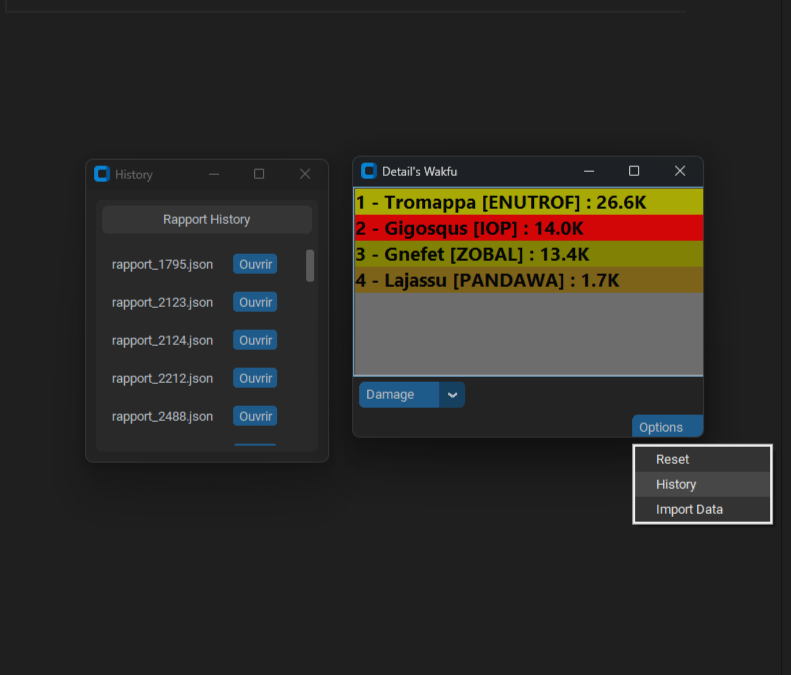 History
Rapport History
rapport_1795.json Ouvrir
rapport_2123.json Ouvrir
rapport_2124.json Ouvrir
rapport_2212.json Ouvrir
rapport_2488.json Ouvrir
Detail's Wakfu
1 - Tromappa [ENUTROF] : 26.6K
2 - Gigosqus [IOP] : 14.0K
3 - Gnefet [ZOBAL] : 13.4K
4 - Lajassu [PANDAWA] : 1.7K
Damage
Options
Reset
History
Import Data